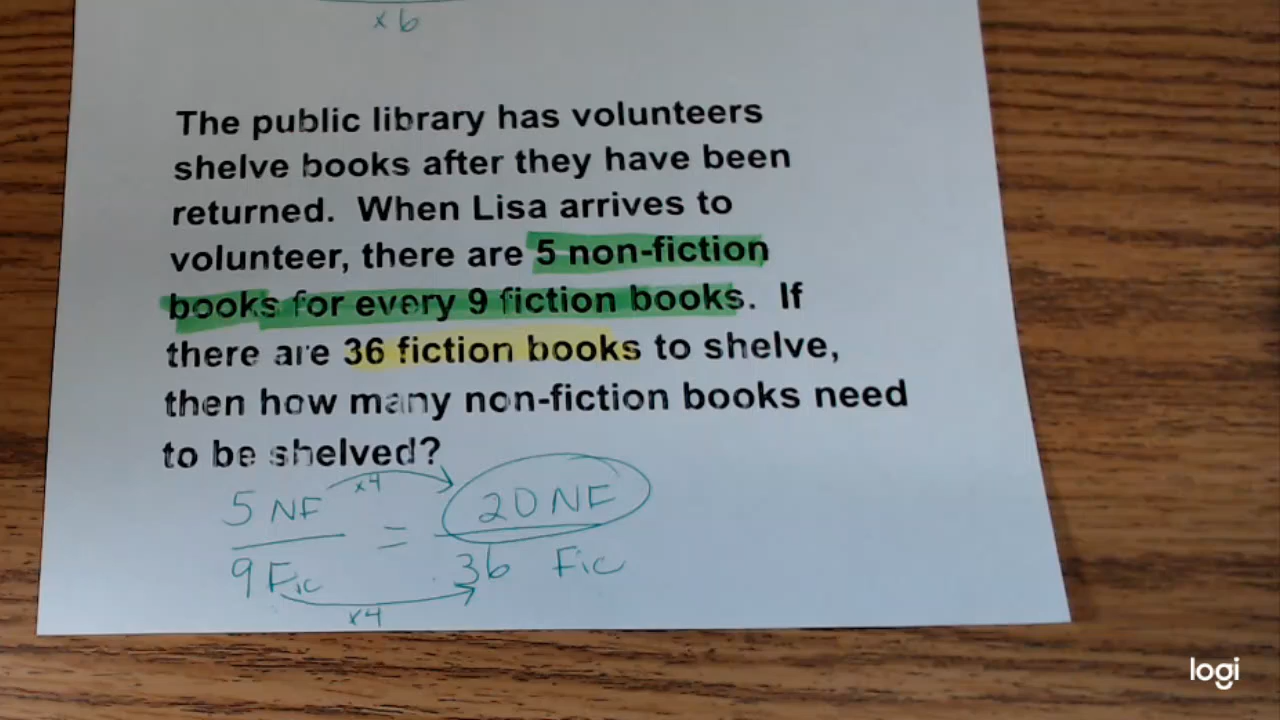 x6
The public library has volunteers
shelve books after they have been
returned. When Lisa arrives to
volunteer, there are 5 non-fiction
books for every 9 fiction books. If
there are 36 fiction books to shelve,
then how many non-fiction books need
to be shelved?
x4
5 NF = 20 NF
9 Fic 36 Fic
x4
logi